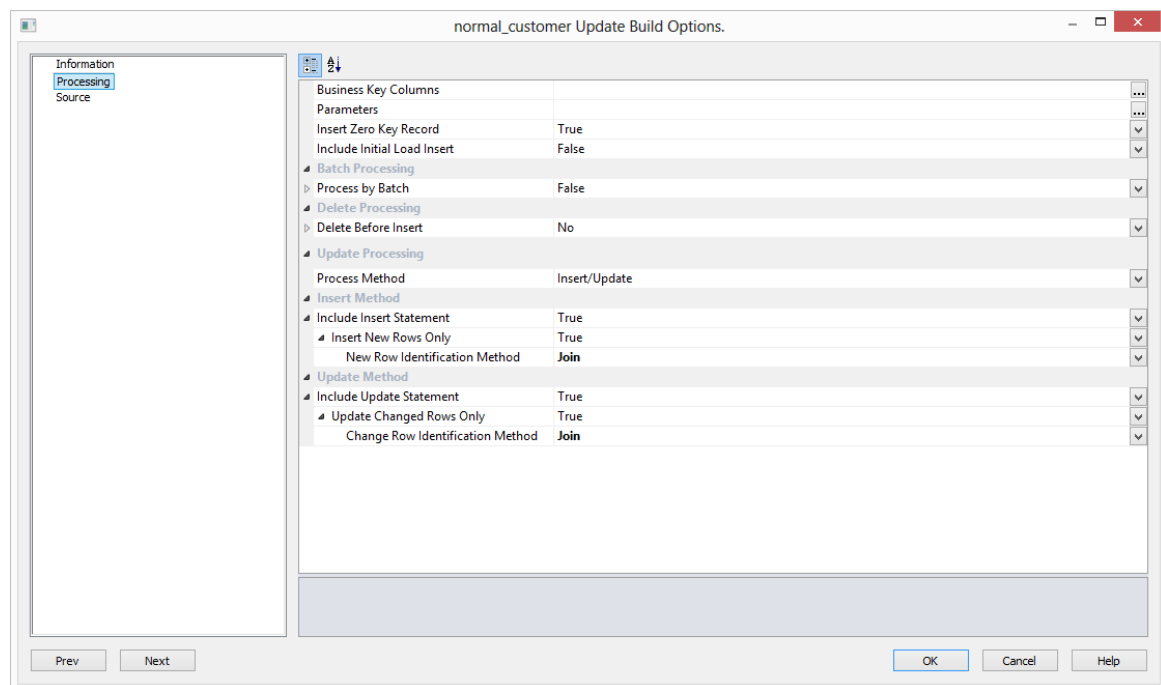 normal_customer Update Build Options.
Information
Processing
Source
Business Key Columns ...
Parameters ...
Insert Zero Key Record True
Include Initial Load Insert False
Batch Processing
Process by Batch False
Delete Processing
Delete Before Insert No
Update Processing
Process Method Insert/Update
Insert Method
Include Insert Statement True
Insert New Rows Only True
New Row Identification Method Join
Update Method
Include Update Statement True
Update Changed Rows Only True
Change Row Identification Method Join
Prev Next OK Cancel Help